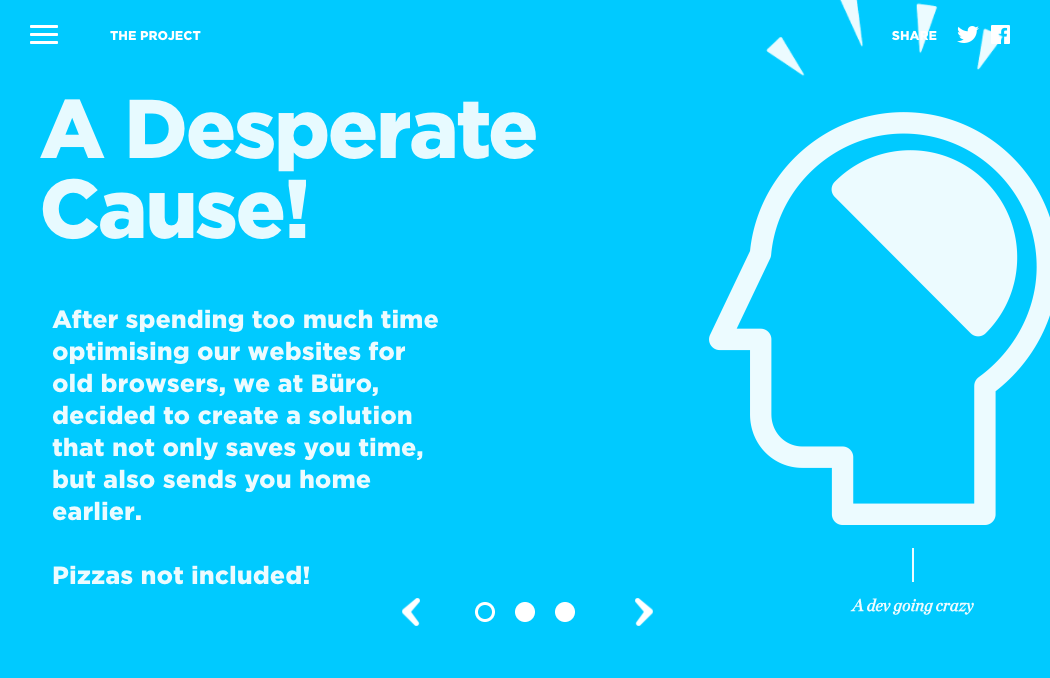 THE PROJECT
SHARE
A Desperate
Cause!
After spending too much time
optimising our websites for
old browsers, we at Büro,
decided to create a solution
that not only saves you time,
but also sends you home
earlier.
Pizzas not included!
A dev going crazy